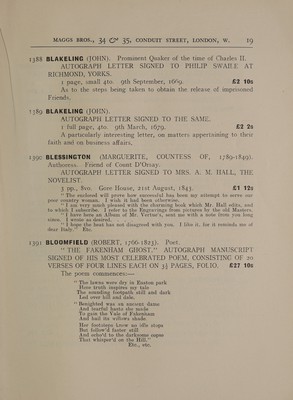 MAGGS BROS., 34 & 35, CONDUIT STREET, LONDON, W. 19
1388 BLAKELING (JOHN). Prominent Quaker of the time of Charles II.
AUTOGRAPH LETTER SIGNED TO PHILIP SWAILE AT
RICHMOND, YORKS.
1 page, small 4to. 9th September, 1669. £2 10s
As to the steps being taken to obtain the release of imprisoned
Friends.
1389 BLAKELING (JOHN).
AUTOGRAPH LETTER SIGNED TO THE SAME.
1 full page, 4to. 9th March, 1679. £2 2s
A particularly interesting letter, on matters appertaining to their
faith and on business affairs.
1390 BLESSINGTON (MARGUERITE, COUNTESS OF, 1789-1849).
Authoress. Friend of Count D'Orsay.
AUTOGRAPH LETTER SIGNED TO MRS. A. M. HALL, THE
NOVELIST.
3 pp., 8vo. Gore House, 21st August, 1843. £1 12s
" The enclosed will prove how successful has been my attempt to serve our
poor country woman. I wish it had been otherwise.
" I am very much pleased with the charming book which Mr. Hall edits, and
to which I subscribe. I refer to the Engravings from pictures by the old Masters.
" I have an Album of Mr. Vertue's, sent me with a note from you long
since. I wrote as desired.
" I hope the boat has not disagreed with you. I like it, for it reminds me of
dear Italy." Etc.
1391 BLOOMFIELD (ROBERT, 1766-1823). Poet.
" THE FAKENHAM GHOST." AUTOGRAPH MANUSCRIPT
SIGNED OF HIS MOST CELEBRATED POEM, CONSISTING OF 20
VERSES OF FOUR LINES EACH ON 3½ PAGES, FOLIO. £27 10s
The poem commences:—
" The lawns were dry in Euston park
Here truth inspires my tale
The sounding footpath still and dark
Led over hill and dale.
" Benighted was an ancient dame
And fearful haste she made
To gain the Vale of Fakenham
And hail its willows shade.
Her footsteps knew no idle stops
But follow'd faster still
And echo'd to the darksome copse
That whisper'd on the Hill."
Etc., etc.